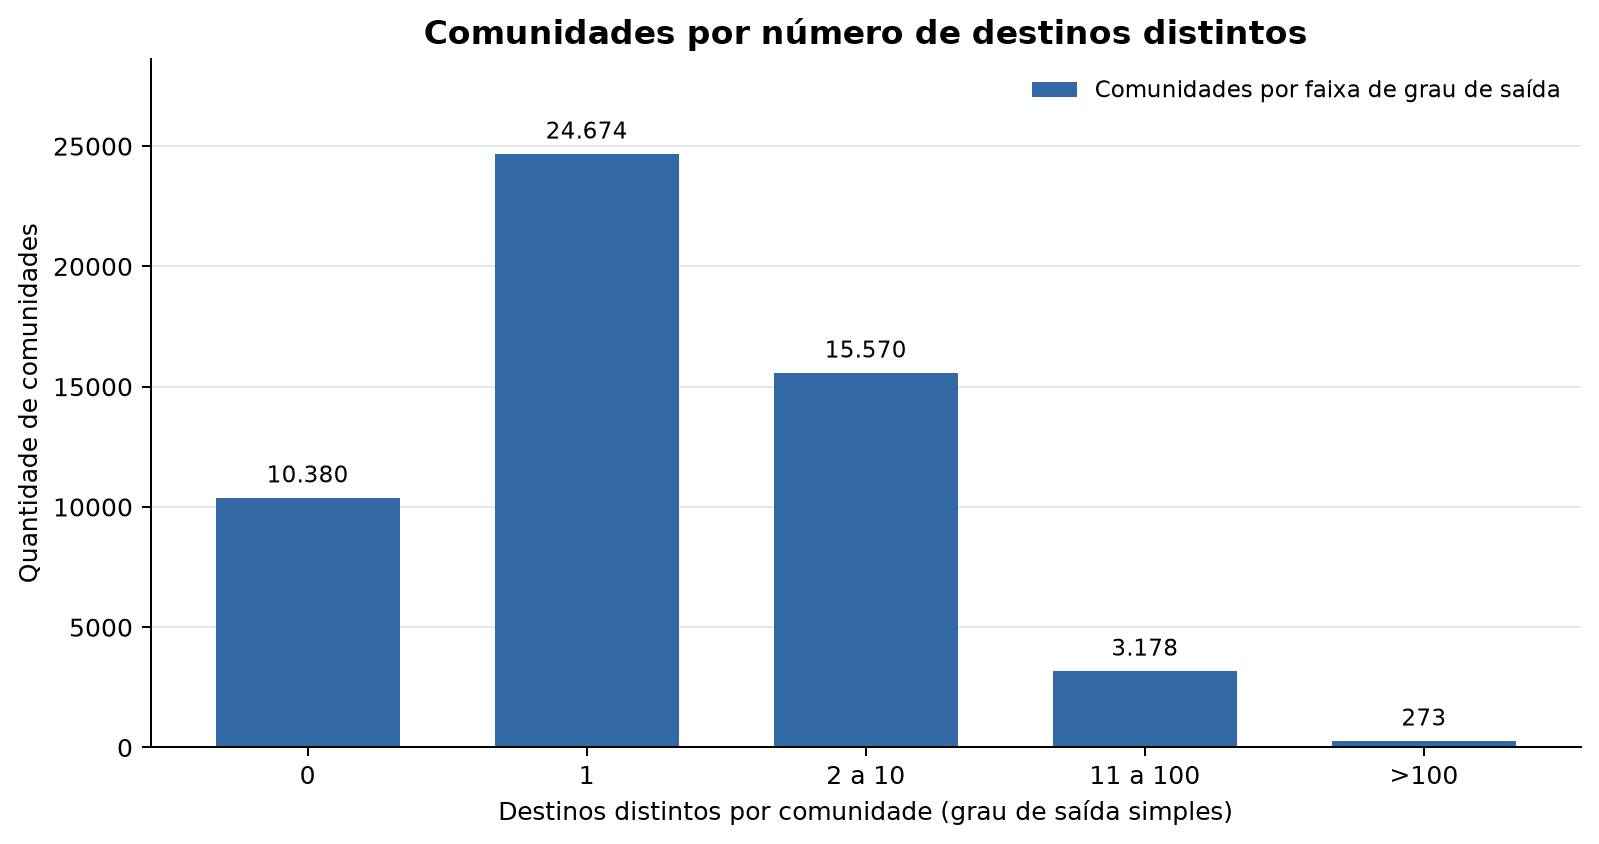 Comunidades por número de destinos distintos
Comunidades por faixa de grau de saída
Quantidade de comunidades
25000
20000
15000
10000
5000
0
10.380
24.674
15.570
3.178
273
0
1
2 a 10
11 a 100
>100
Destinos distintos por comunidade (grau de saída simples)